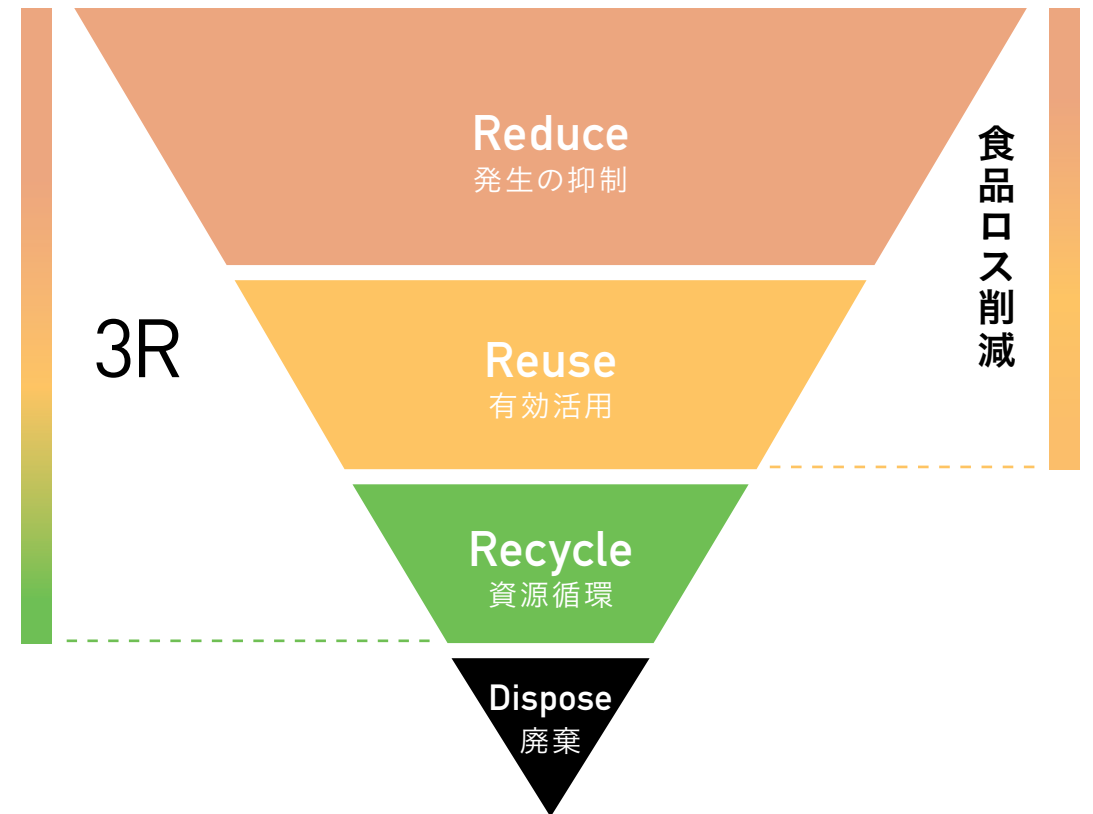 Reduce
発生の抑制
食品ロス削減
3R
Reuse
有効活用
Recycle
資源循環
Dispose
廃棄